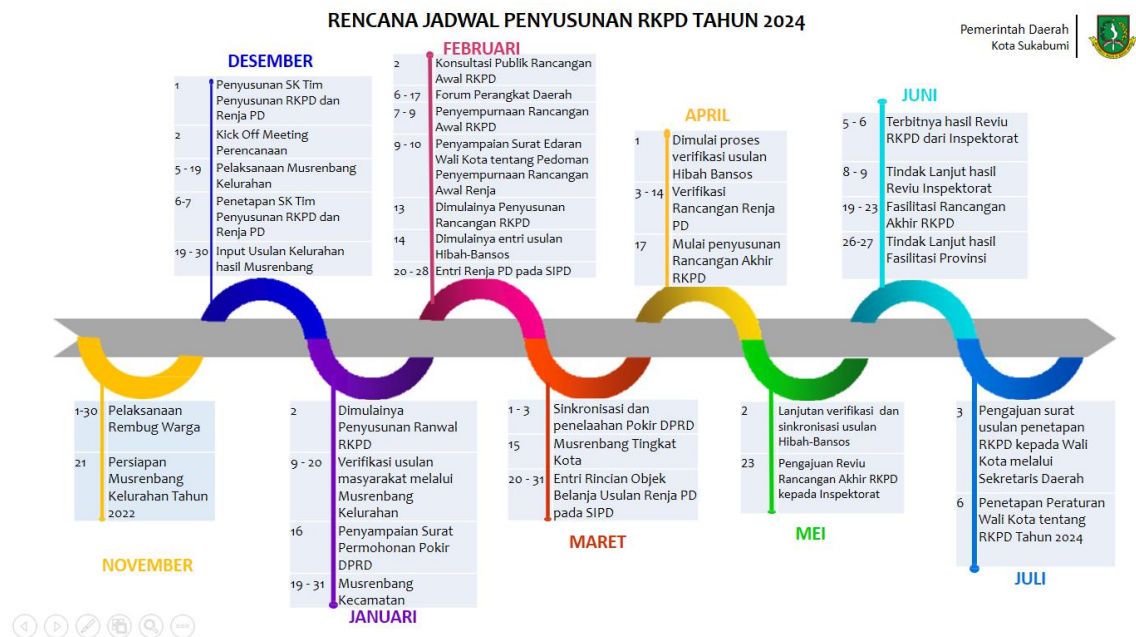 RENCANA JADWAL PENYUSUNAN RKPD TAHUN 2024
Pemerintah Daerah
Kota Sukabumi
DESEMBER
1 Penyusunan SK Tim
Penyusunan RKPD dan
Renja PD
2 Kick Off Meeting
Perencanaan
5 - 19 Pelaksanaan Musrenbang
Kelurahan
6-7 Penetapan SK Tim
Penyusunan RKPD dan
Renja PD
19 - 30 Input Usulan Kelurahan
hasil Musrenbang
FEBRUARI
2 Konsultasi Publik Rancangan
Awal RKPD
6 - 17 Forum Perangkat Daerah
7 - 9 Penyempurnaan Rancangan
Awal RKPD
9 - 10 Penyampaian Surat Edaran
Wali Kota tentang Pedoman
Penyempurnaan Rancangan
Awal Renja
13 Dimulainya Penyusunan
Rancangan RKPD
14 Dimulainya entri usulan
Hibah-Bansos
20 - 28 Entri Renja PD pada SIPD
APRIL
1 Dimulai proses
verifikasi usulan
Hibah Bansos
3 - 14 Verifikasi
Rancangan Renja
PD
17 Mulai penyusunan
Rancangan Akhir
RKPD
JUNI
5 - 6 Terbitnya hasil Reviu
RKPD dari Inspektorat
8 - 9 Tindak Lanjut hasil
Reviu Inspektorat
19 - 23 Fasilitasi Rancangan
Akhir RKPD
26-27 Tindak Lanjut hasil
Fasilitasi Provinsi
1-30 Pelaksanaan
Rembug Warga
21 Persiapan
Musrenbang
Kelurahan Tahun
2022
NOVEMBER
2 Dimulainya
Penyusunan Ranwal
RKPD
9 - 20 Verifikasi usulan
masyarakat melalui
Musrenbang
Kelurahan
16 Penyampaian Surat
Permohonan Pokir
DPRD
19 - 31 Musrenbang
Kecamatan
JANUARI
1 - 3 Sinkronisasi dan
penelaahan Pokir DPRD
15 Musrenbang Tingkat
Kota
20 - 31 Entri Rincian Objek
Belanja Usulan Renja PD
pada SIPD
MARET
2 Lanjutan verifikasi dan
sinkronisasi usulan
Hibah-Bansos
23 Pengajuan Reviu
Rancangan Akhir RKPD
kepada Inspektorat
MEI
3 Pengajuan surat
usulan penetapan
RKPD kepada Wali
Kota melalui
Sekretaris Daerah
6 Penetapan Peraturan
Wali Kota tentang
RKPD Tahun 2024
JULI